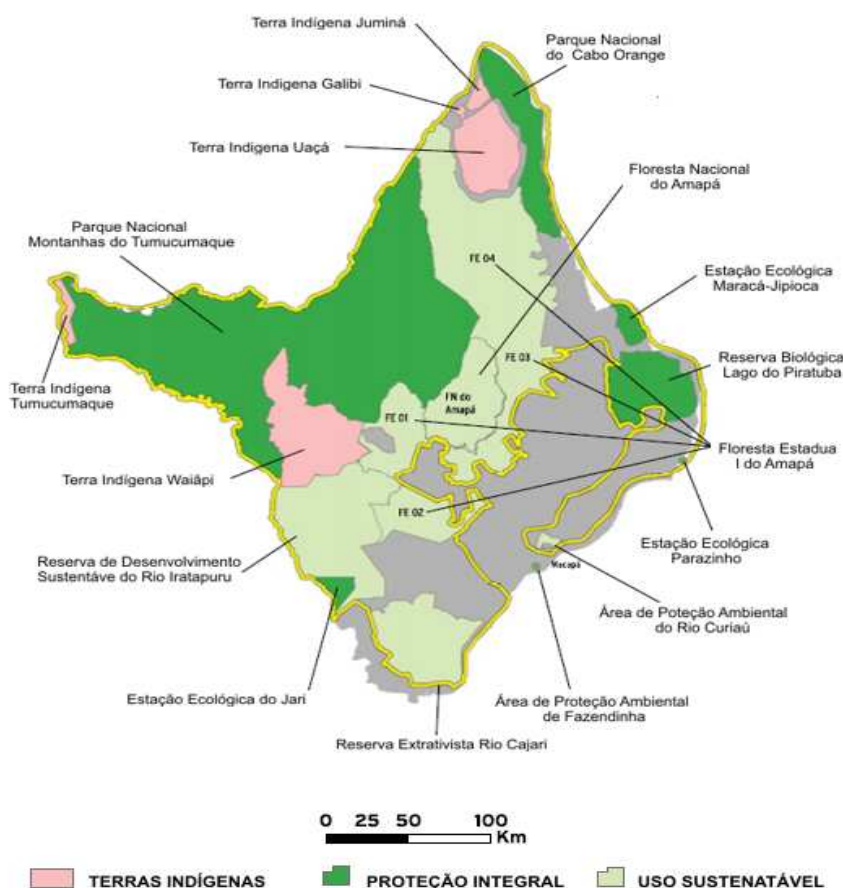 Terra Indígena Juminá
Parque Nacional
do Cabo Orange
Terra Indigena Galibi
Terra Indígena Uaçá
Floresta Nacional
do Amapá
Parque Nacional
Montanhas do Tumucumaque
FE 04
Estação Ecológica
Maracá-Jipioca
FE 03
Reserva Biológica
Lago do Piratuba
Terra Indígena
Tumucumaque
FN do
Amapá
FE 01
Floresta Estadua
l do Amapá
Terra Indígena Waiãpi
FE 02
Estação Ecológica
Parazinho
Reserva de Desenvolvimento
Sustentáve do Rio Iratapuru
Macapá
Área de Poteção Ambiental
do Rio Curiaú
Estação Ecológica do Jari
Área de Proteção Ambiental
de Fazendinha
Reserva Extrativista Rio Cajari
0 25 50 100
Km
TERRAS INDÍGENAS
PROTEÇÃO INTEGRAL
USO SUSTENATÁVEL